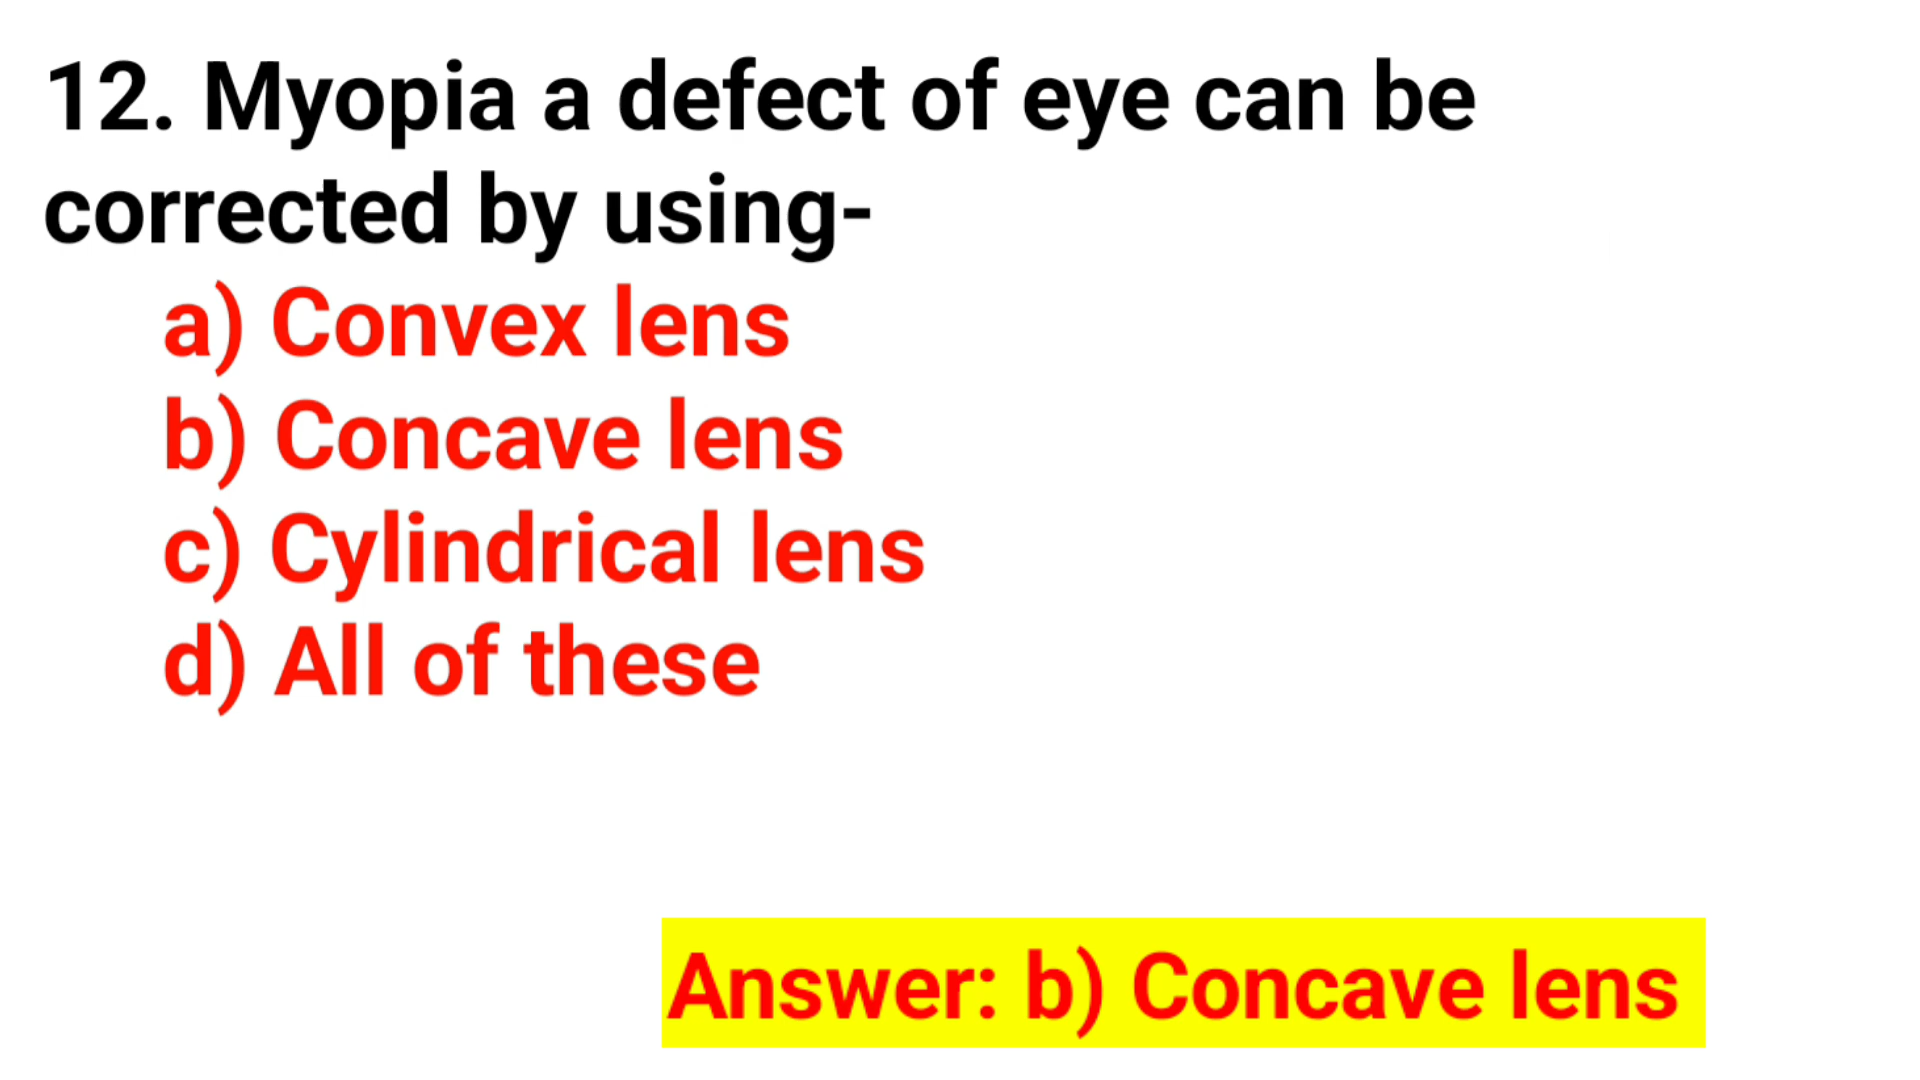 12. Myopia a defect of eye can be
corrected by using-
a) Convex lens
b) Concave lens
c) Cylindrical lens
d) All of these
Answer: b) Concave lens